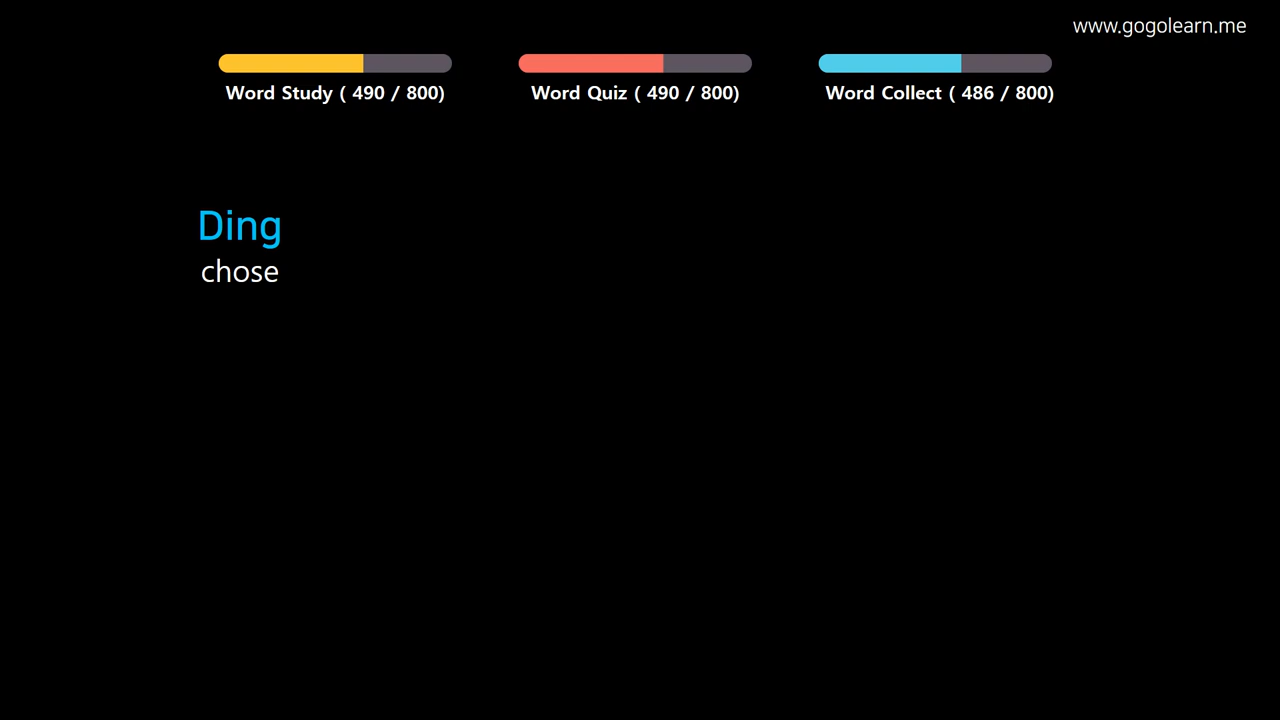 www.gogolearn.me
Word Study ( 490 / 800)
Word Quiz ( 490 / 800)
Word Collect ( 486 / 800)
Ding
chose